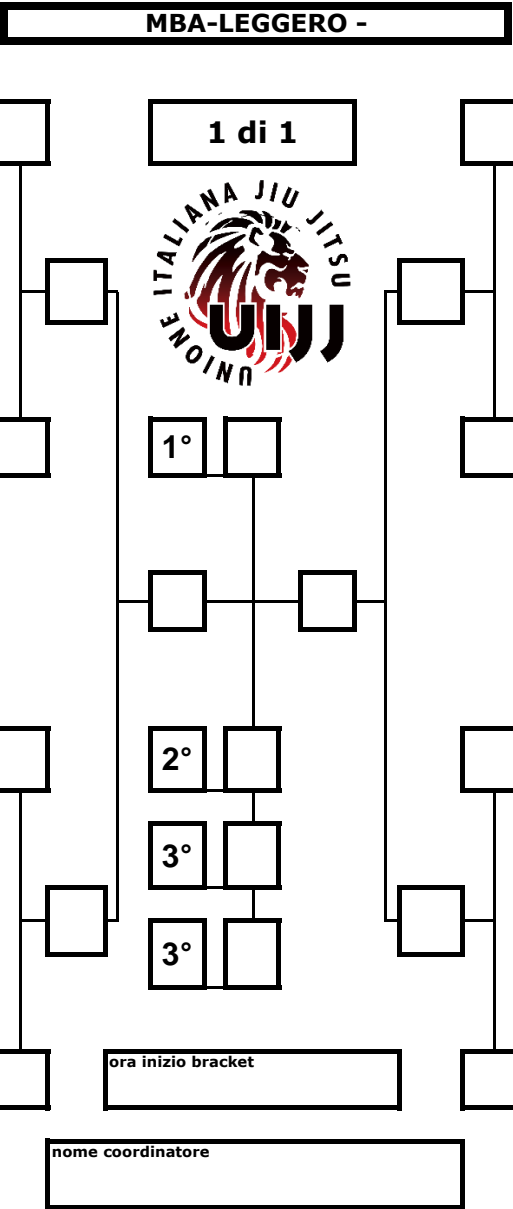 MBA-LEGGERO -
1 di 1
UNIONE ITALIANA JIU JITSU
UIJJ
1°
2°
3°
3°
ora inizio bracket
nome coordinatore